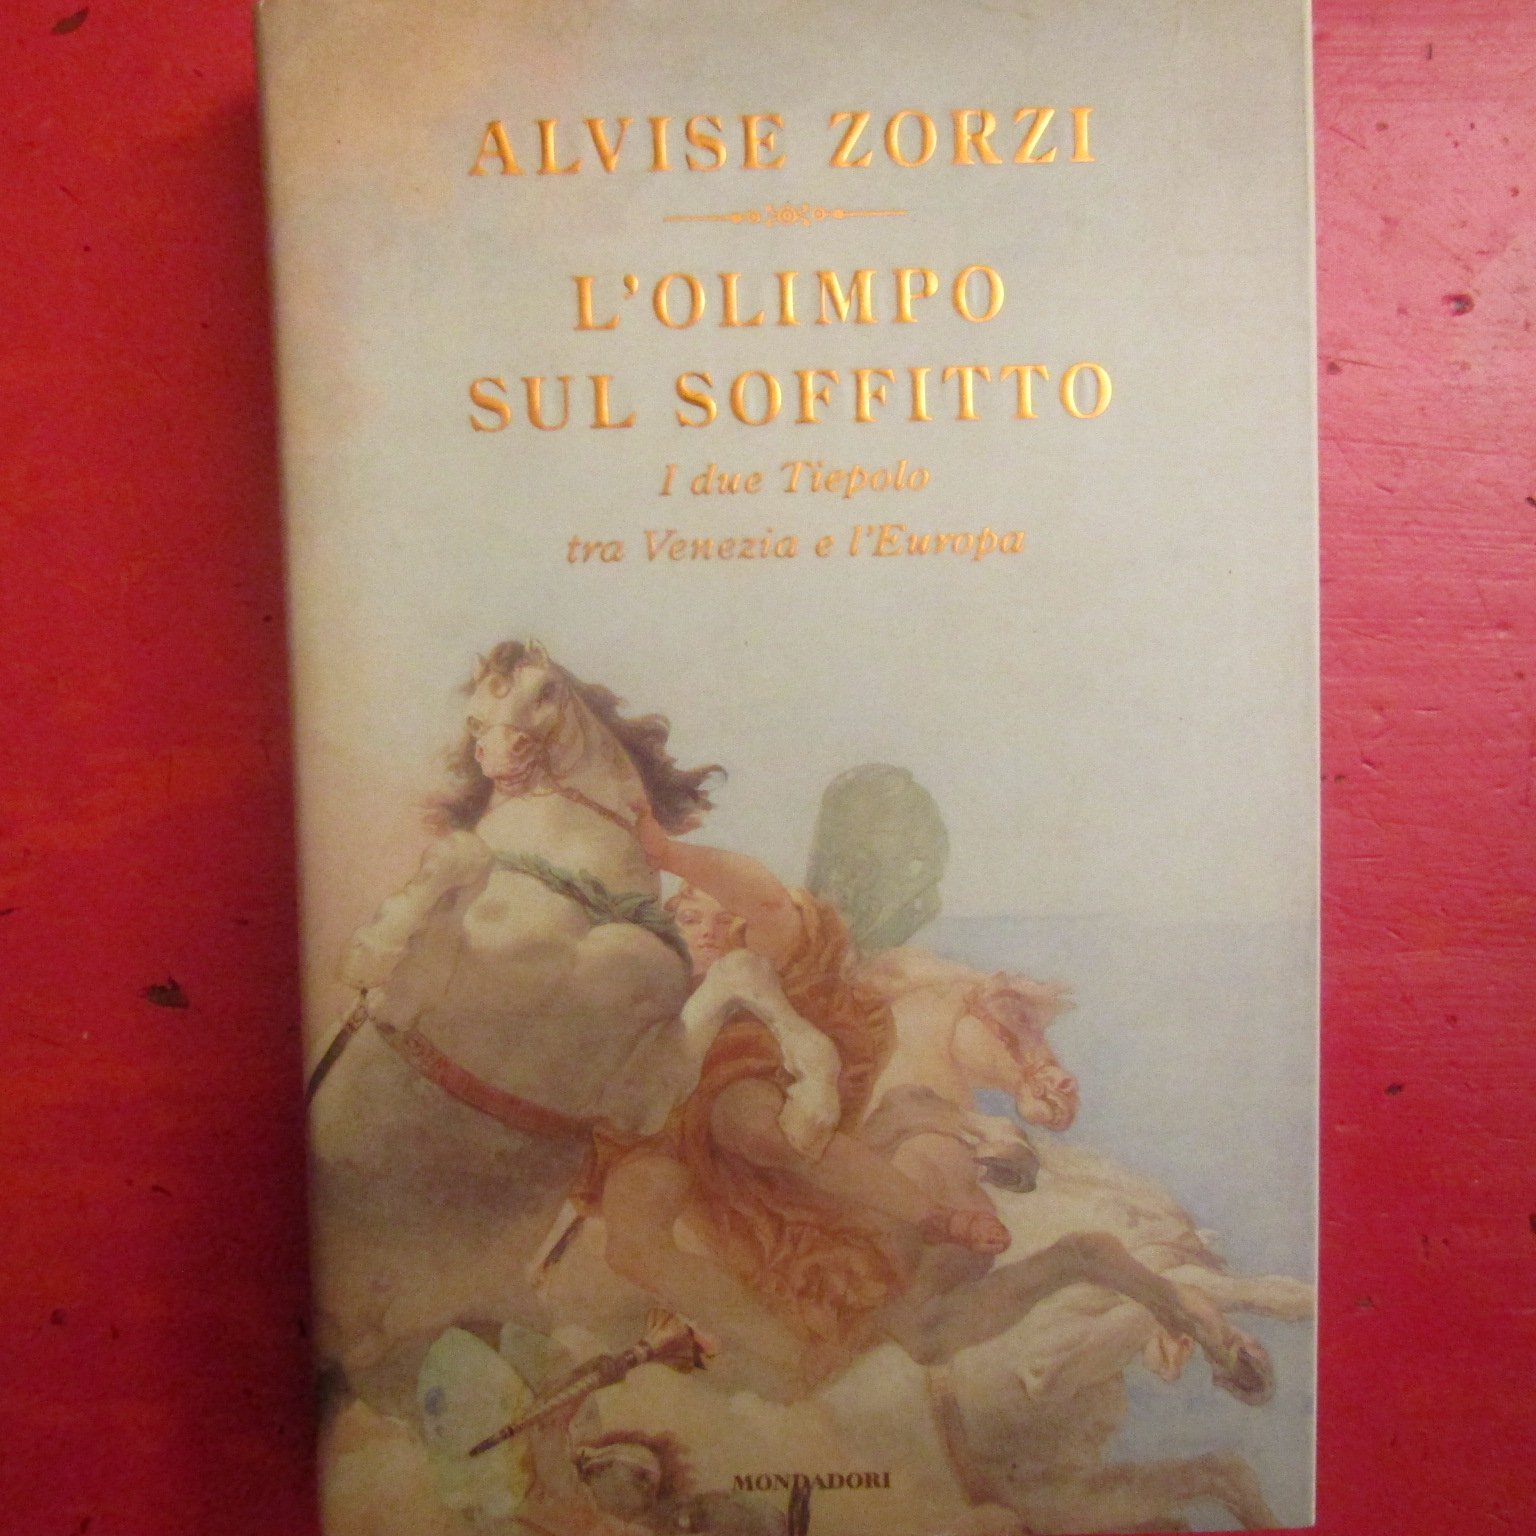 ALVISE ZORZI
L'OLIMPO
SUL SOFFITTO
I due Tiepolo
tra Venezia e l'Europa
MONDADORI